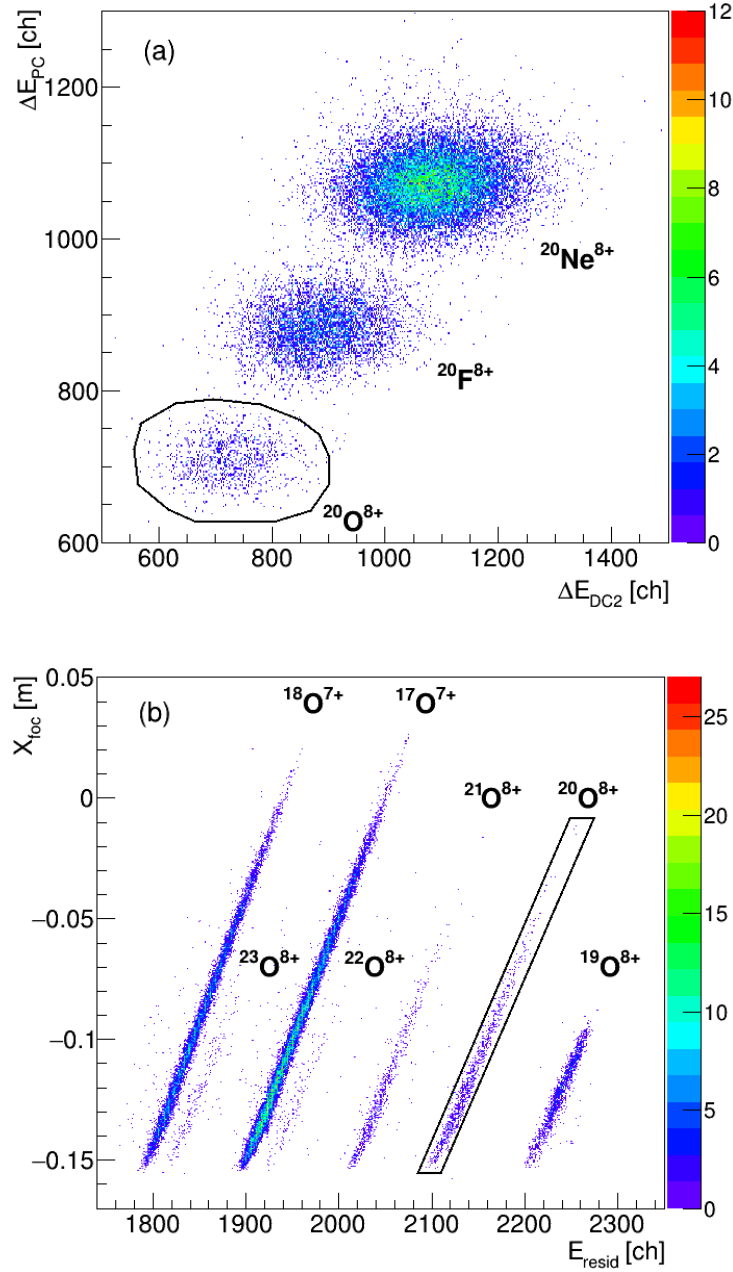 ΔE_PC [ch]
(a)
1200
1000
800
600
²⁰Ne⁸⁺
²⁰F⁸⁺
²⁰O⁸⁺
600 800 1000 1200 1400
ΔE_DC2 [ch]
12
10
8
6
4
2
0
X_foc [m]
(b)
0.05
0
−0.05
−0.1
−0.15
¹⁸O⁷⁺ ¹⁷O⁷⁺
²¹O⁸⁺ ²⁰O⁸⁺
²³O⁸⁺ ²²O⁸⁺ ¹⁹O⁸⁺
1800 1900 2000 2100 2200 2300
E_resid [ch]
25
20
15
10
5
0